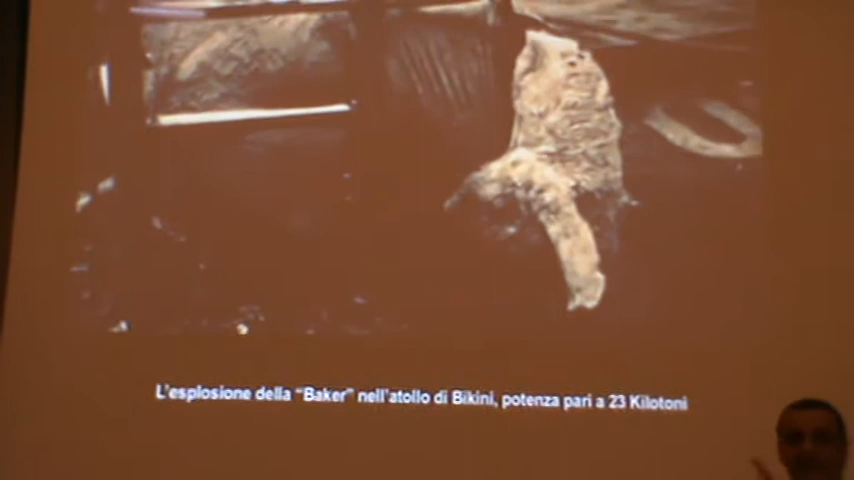 L'esplosione della “Baker” nell'atollo di Bikini, potenza pari a 23 Kilotoni